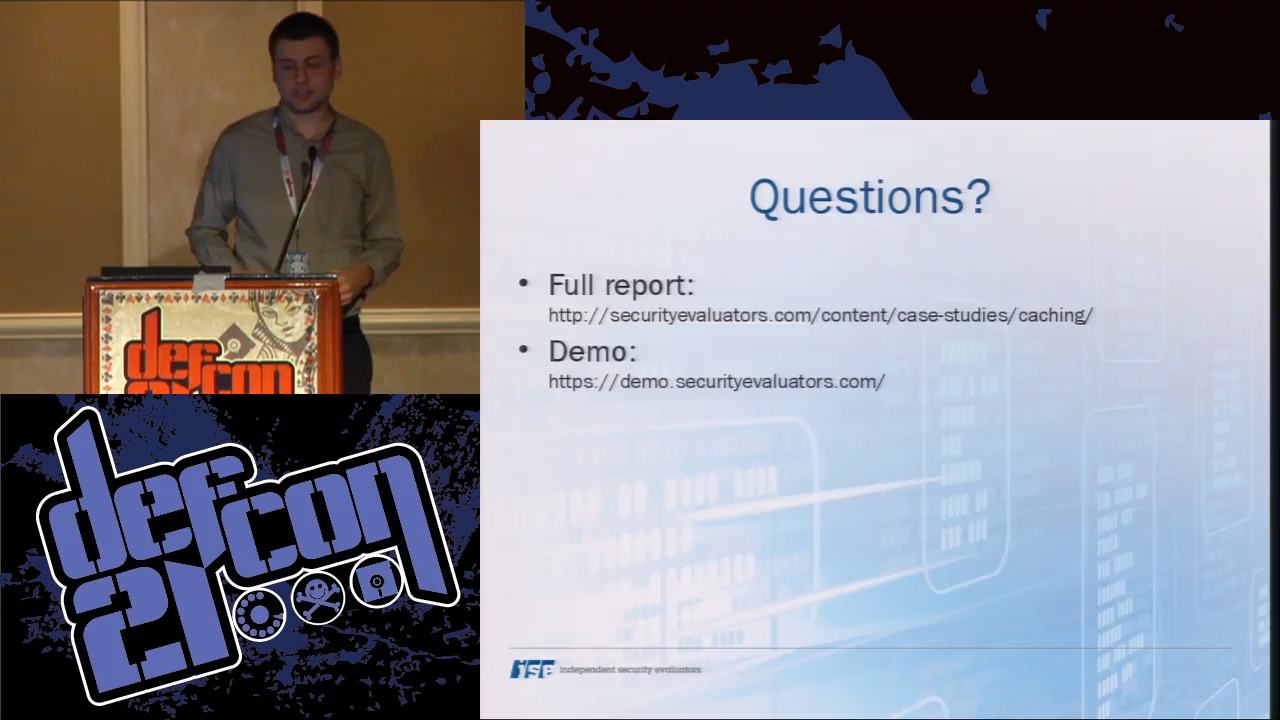 Questions?
• Full report:
http://securityevaluators.com/content/case-studies/caching/
• Demo:
https://demo.securityevaluators.com/
defcon
defcon
21
ise independent security evaluators